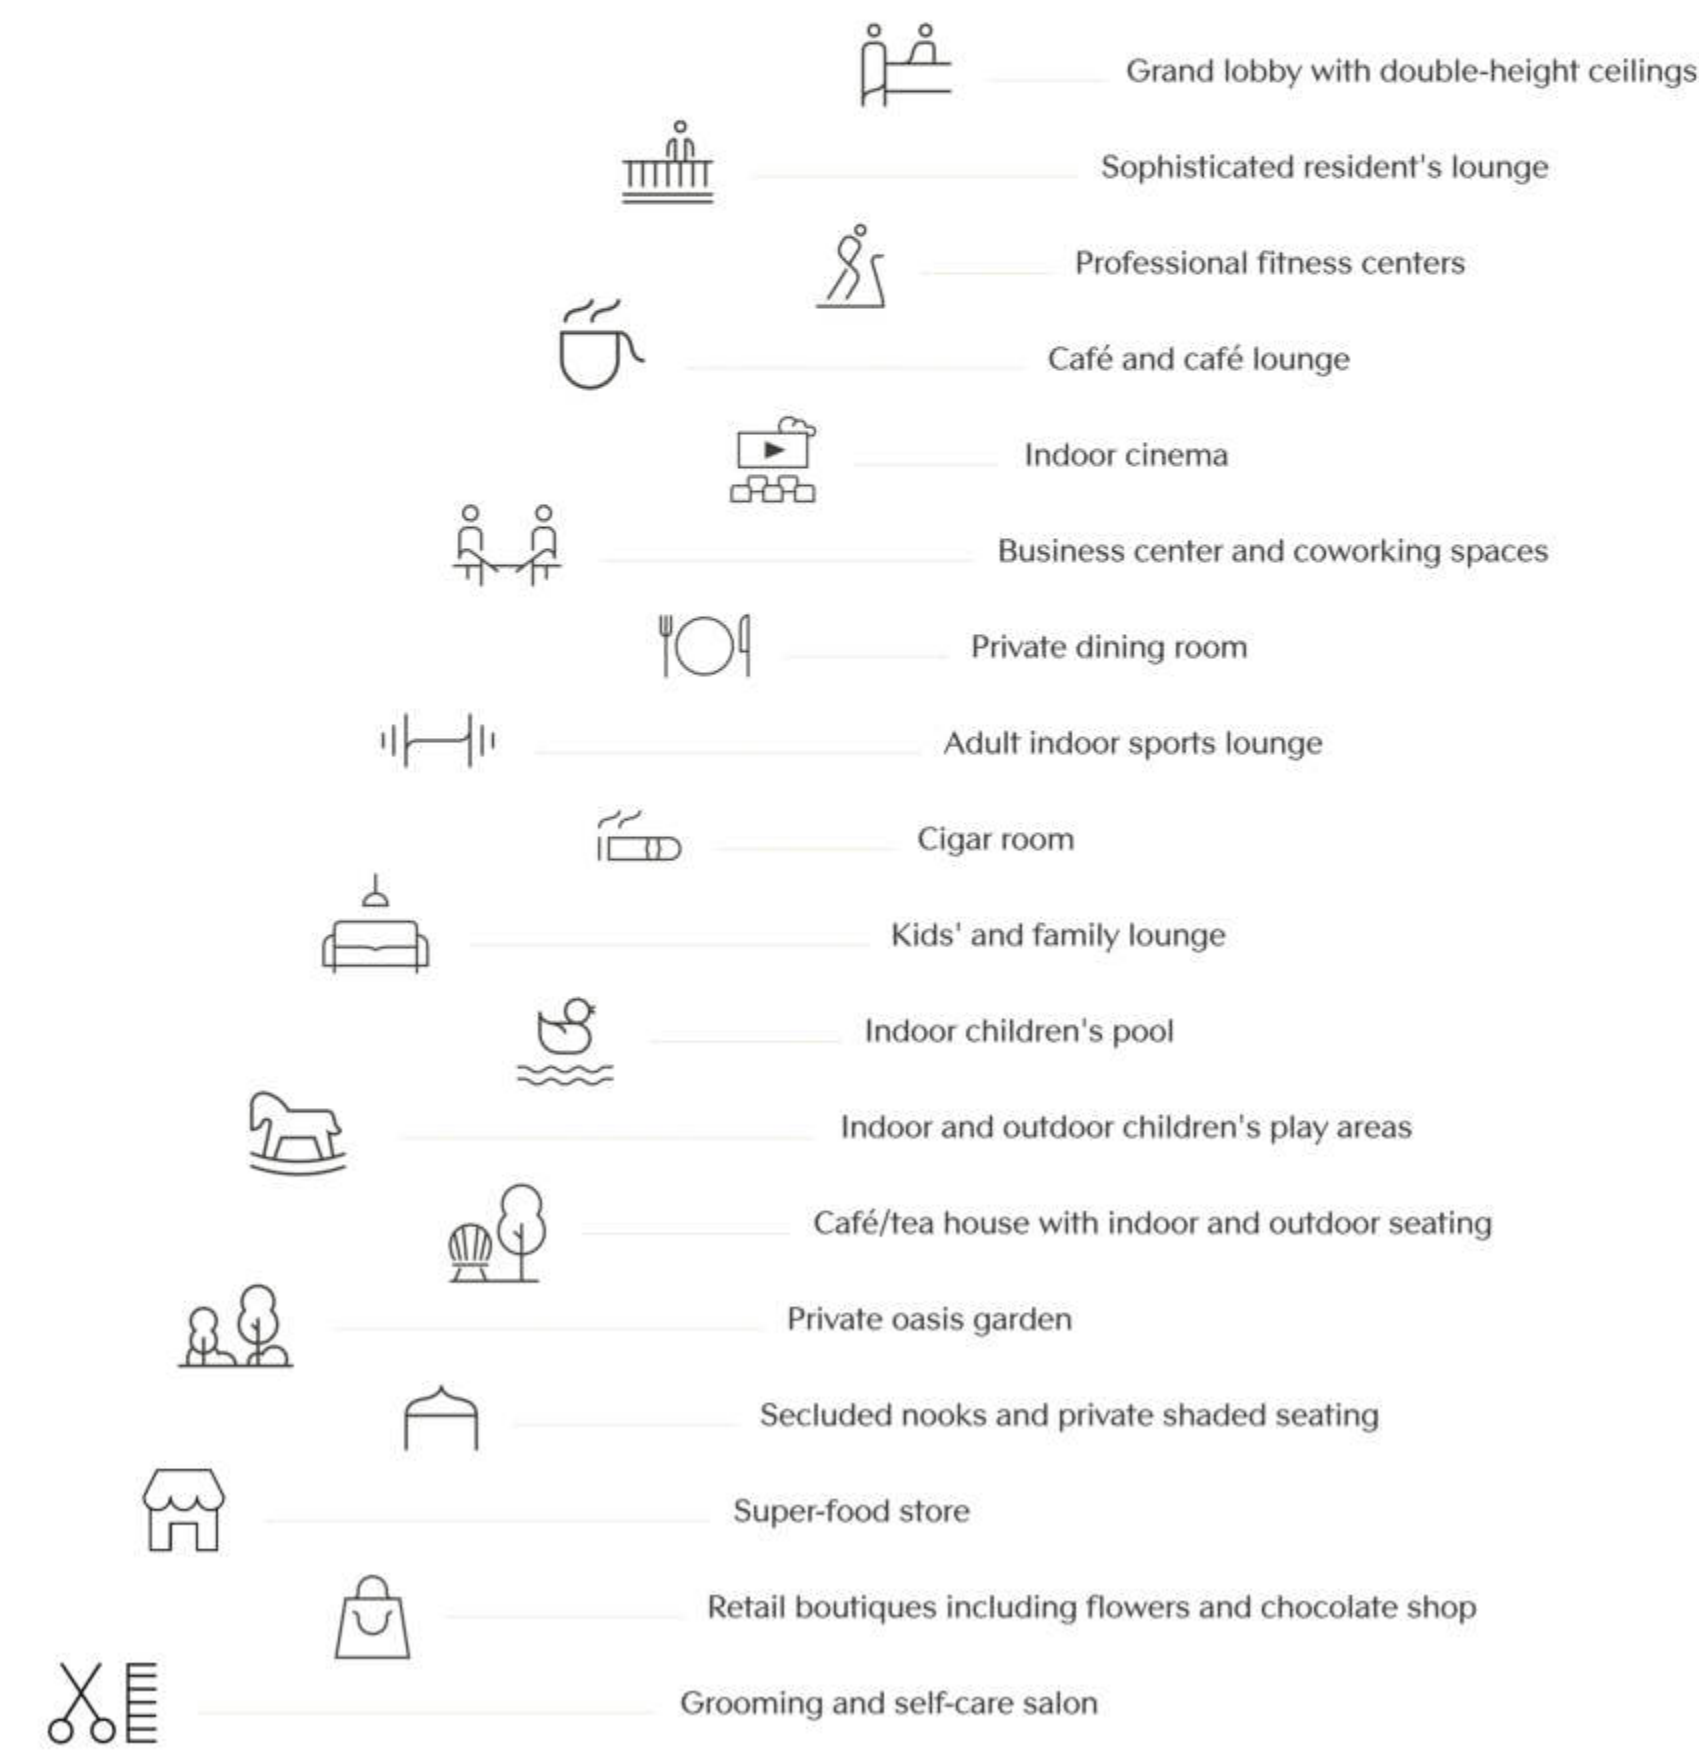 Grand lobby with double-height ceilings
Sophisticated resident's lounge
Professional fitness centers
Café and café lounge
Indoor cinema
Business center and coworking spaces
Private dining room
Adult indoor sports lounge
Cigar room
Kids' and family lounge
Indoor children's pool
Indoor and outdoor children's play areas
Café/tea house with indoor and outdoor seating
Private oasis garden
Secluded nooks and private shaded seating
Super-food store
Retail boutiques including flowers and chocolate shop
Grooming and self-care salon